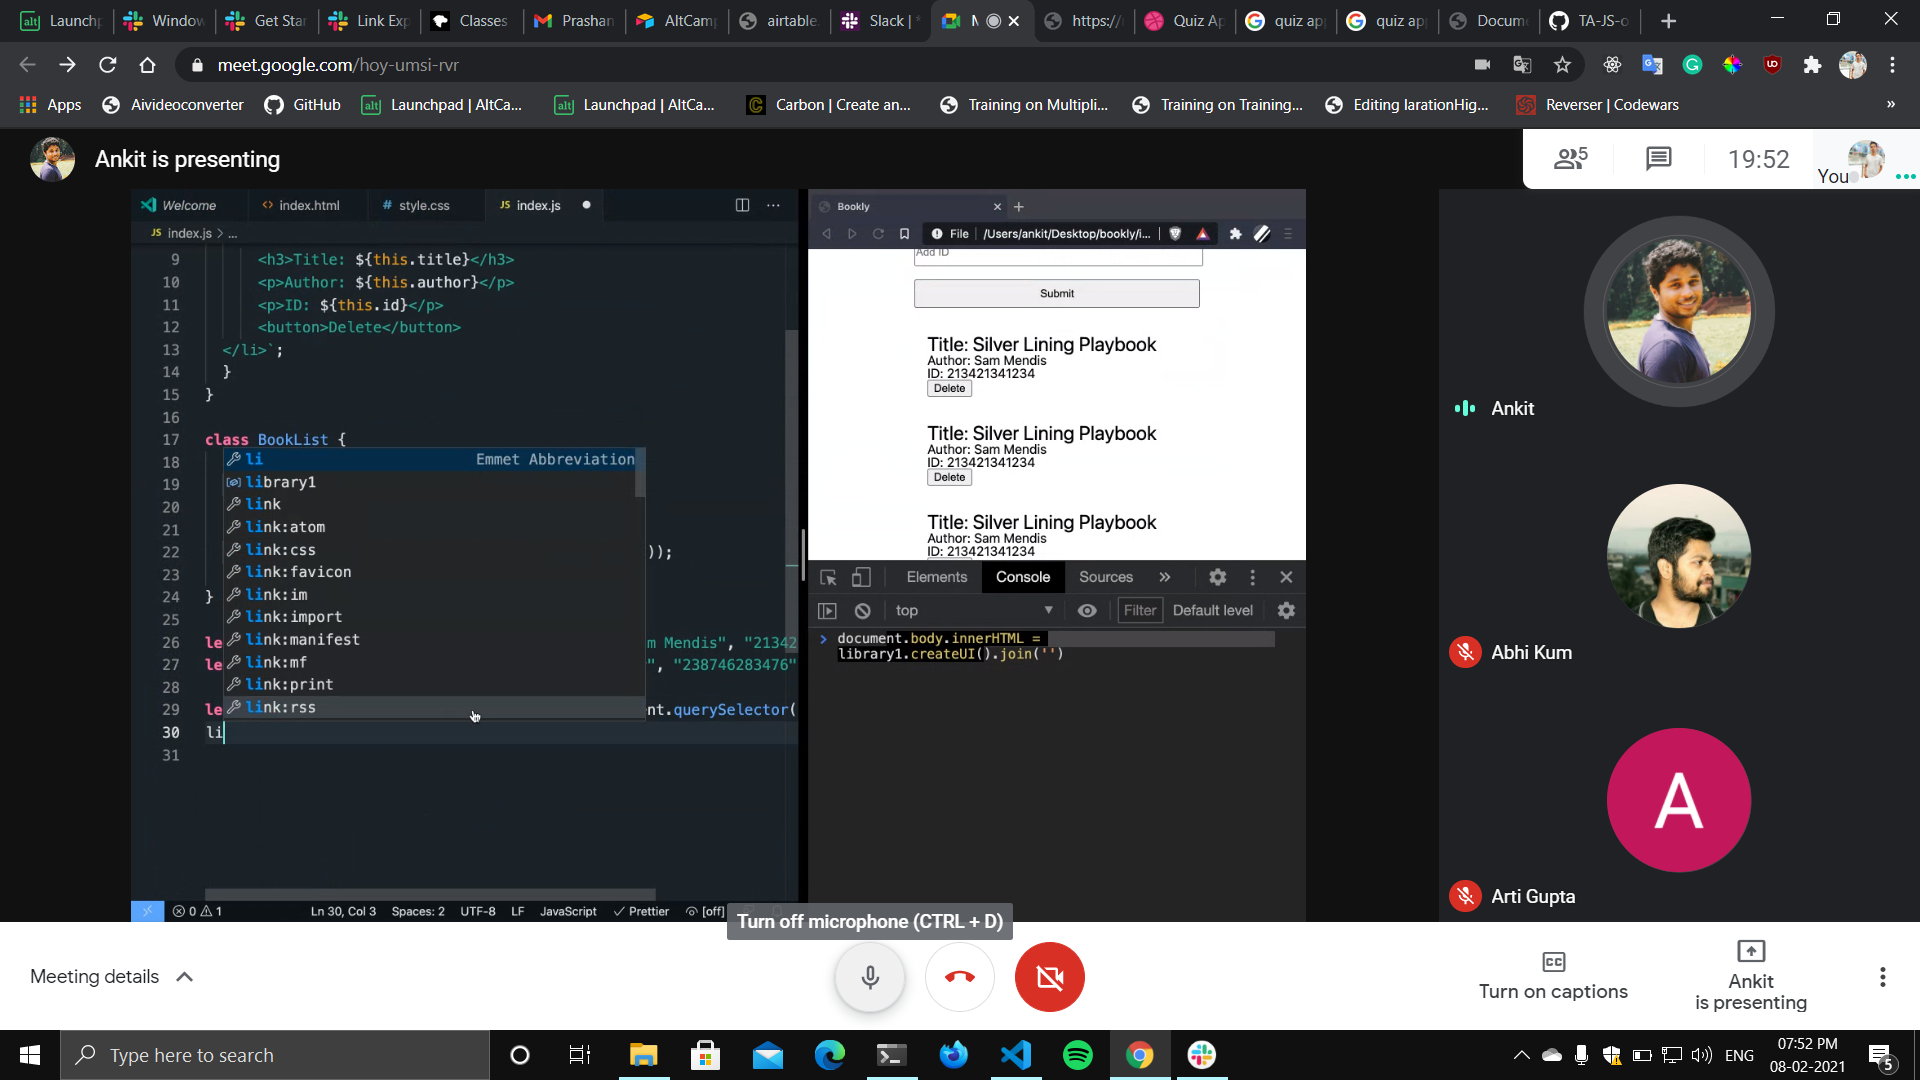 Launch
Window
Get Star
Link Exp
Classes
Prashan
AltCam
airtable.
Slack |
M
https://
Quiz Ap
quiz ap
quiz ap
Docum
TA-JS-o
meet.google.com/hoy-umsi-rvr
Apps
Aivideoconverter
GitHub
Launchpad | AltCa...
Launchpad | AltCa...
Carbon | Create an...
Training on Multipli...
Training on Training...
Editing larationHig...
Reverser | Codewars
»
Ankit is presenting
5
19:52
You
Welcome
index.html
style.css
JS index.js
JS index.js > ...
9 <h3>Title: ${this.title}</h3>
10 <p>Author: ${this.author}</p>
11 <p>ID: ${this.id}</p>
12 <button>Delete</button>
13 </li>`;
14 }
15 }
16
17 class BookList {
18
19
20
21
22 ));
23
24 }
25
26 le m Mendis", "21342
27 le ", "238746283476"
28
29 le nt.querySelector(
30 li
31
li Emmet Abbreviation
library1
link
link:atom
link:css
link:favicon
link:im
link:import
link:manifest
link:mf
link:print
link:rss
0 1
Ln 30, Col 3
Spaces: 2
UTF-8
LF
JavaScript
Prettier
[off]
Bookly
File
/Users/ankit/Desktop/bookly/i...
Add ID
Submit
Title: Silver Lining Playbook
Author: Sam Mendis
ID: 213421341234
Delete
Title: Silver Lining Playbook
Author: Sam Mendis
ID: 213421341234
Delete
Title: Silver Lining Playbook
Author: Sam Mendis
ID: 213421341234
Elements
Console
Sources
»
top
Filter
Default level
> document.body.innerHTML =
library1.createUI().join('')
Ankit
Abhi Kum
A
Arti Gupta
Turn off microphone (CTRL + D)
Meeting details
Turn on captions
Ankit
is presenting
Type here to search
ENG
07:52 PM
08-02-2021
5